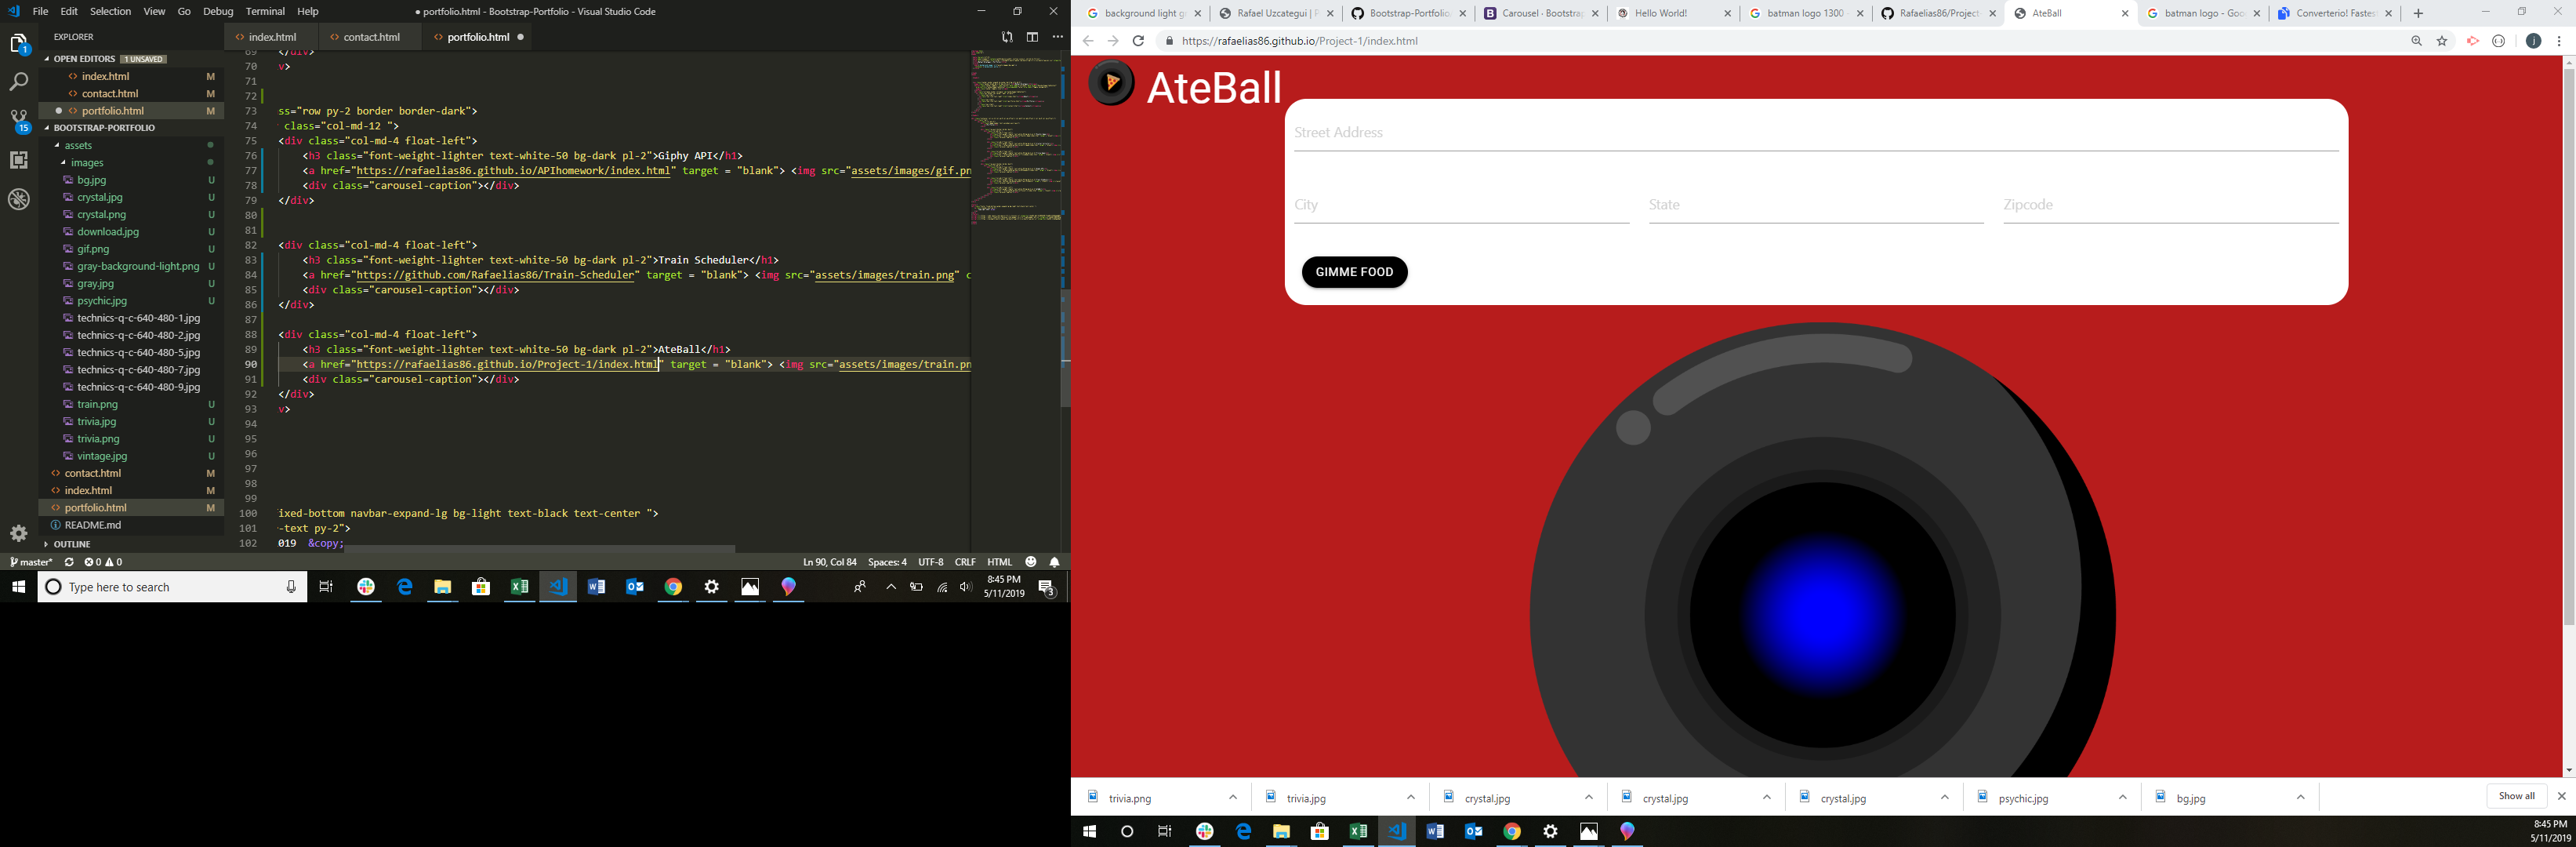 File Edit Selection View Go Debug Terminal Help
● portfolio.html - Bootstrap-Portfolio - Visual Studio Code
EXPLORER
OPEN EDITORS 1 UNSAVED
index.html M
contact.html M
portfolio.html M
BOOTSTRAP-PORTFOLIO
assets
images
bg.jpg U
crystal.jpg U
crystal.png U
download.jpg U
gif.png U
gray-background-light.png U
gray.jpg U
psychic.jpg U
technics-q-c-640-480-1.jpg
technics-q-c-640-480-2.jpg
technics-q-c-640-480-5.jpg
technics-q-c-640-480-7.jpg
technics-q-c-640-480-9.jpg
train.png U
trivia.jpg U
trivia.png U
vintage.jpg U
contact.html M
index.html M
portfolio.html M
README.md
OUTLINE
1
15
index.html contact.html portfolio.html
69 </div>
70 v>
71
72
73 ss="row py-2 border border-dark">
74 class="col-md-12 ">
75 <div class="col-md-4 float-left">
76 <h3 class="font-weight-lighter text-white-50 bg-dark pl-2">Giphy API</h1>
77 <a href="https://rafaelias86.github.io/APIhomework/index.html" target = "blank"> <img src="assets/images/gif.pn
78 <div class="carousel-caption"></div>
79 </div>
80
81
82 <div class="col-md-4 float-left">
83 <h3 class="font-weight-lighter text-white-50 bg-dark pl-2">Train Scheduler</h1>
84 <a href="https://github.com/Rafaelias86/Train-Scheduler" target = "blank"> <img src="assets/images/train.png" c
85 <div class="carousel-caption"></div>
86 </div>
87
88 <div class="col-md-4 float-left">
89 <h3 class="font-weight-lighter text-white-50 bg-dark pl-2">AteBall</h1>
90 <a href="https://rafaelias86.github.io/Project-1/index.html" target = "blank"> <img src="assets/images/train.pn
91 <div class="carousel-caption"></div>
92 </div>
93 v>
94
95
96
97
98
99
100 ixed-bottom navbar-expand-lg bg-light text-black text-center ">
101 -text py-2">
102 019 &copy;
master* 0 0
Ln 90, Col 84 Spaces: 4 UTF-8 CRLF HTML
Type here to search
8:45 PM
5/11/2019
3
background light g
Rafael Uzcategui | P
Bootstrap-Portfolio
Carousel · Bootstrap
Hello World!
batman logo 1300
Rafaelias86/Project
AteBall
batman logo - Goo
Converterio! Fastes
https://rafaelias86.github.io/Project-1/index.html
AteBall
Street Address
City State Zipcode
GIMME FOOD
trivia.png trivia.jpg crystal.jpg crystal.jpg crystal.jpg psychic.jpg bg.jpg Show all
8:45 PM
5/11/2019